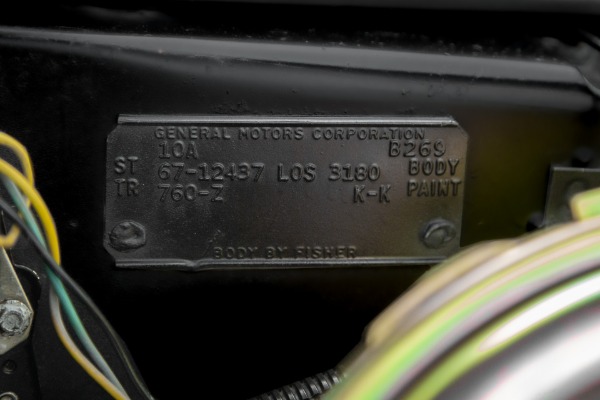 GENERAL MOTORS CORPORATION
10A B269
ST 67-12437 LOS 3180 BODY
TR 760-Z K-K PAINT
BODY BY FISHER